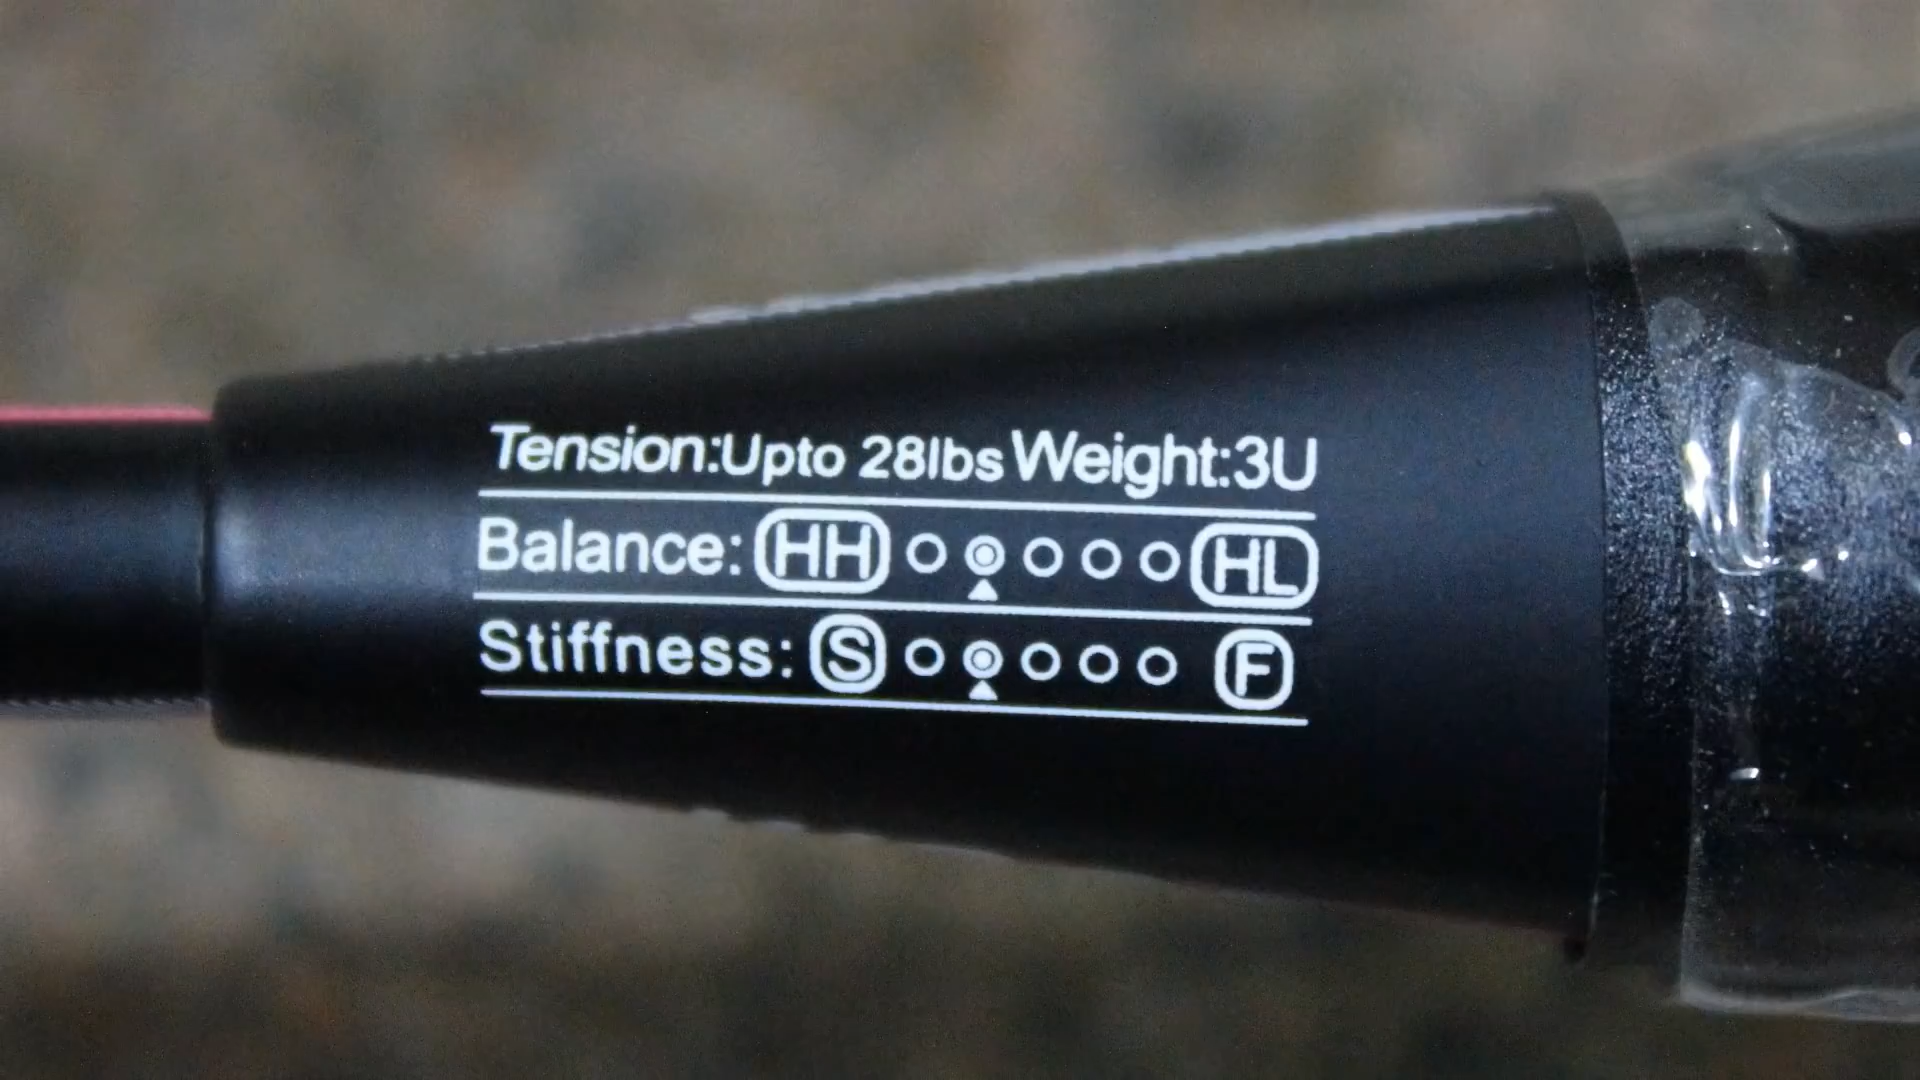 Tension:Upto 28lbs Weight:3U
Balance: HH ○ ◉ ○ ○ ○ HL
Stiffness: S ○ ◉ ○ ○ ○ F